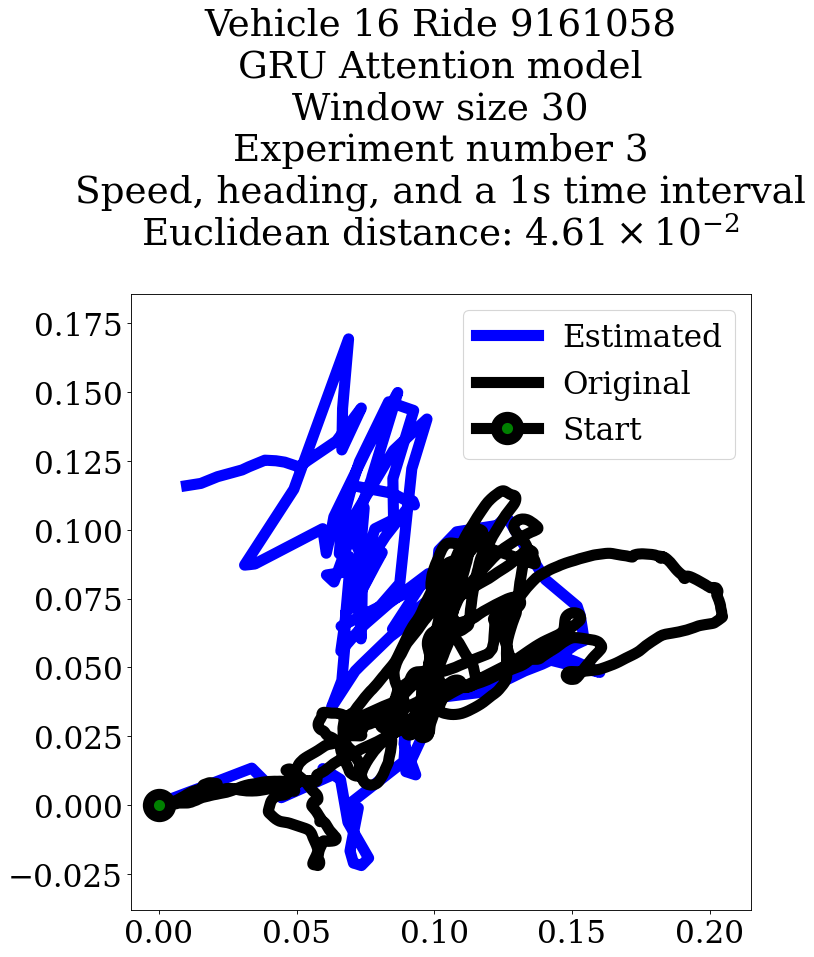 Vehicle 16 Ride 9161058
GRU Attention model
Window size 30
Experiment number 3
Speed, heading, and a 1s time interval
Euclidean distance: 4.61 × 10⁻²
Estimated
Original
Start
0.175
0.150
0.125
0.100
0.075
0.050
0.025
0.000
−0.025
0.00 0.05 0.10 0.15 0.20